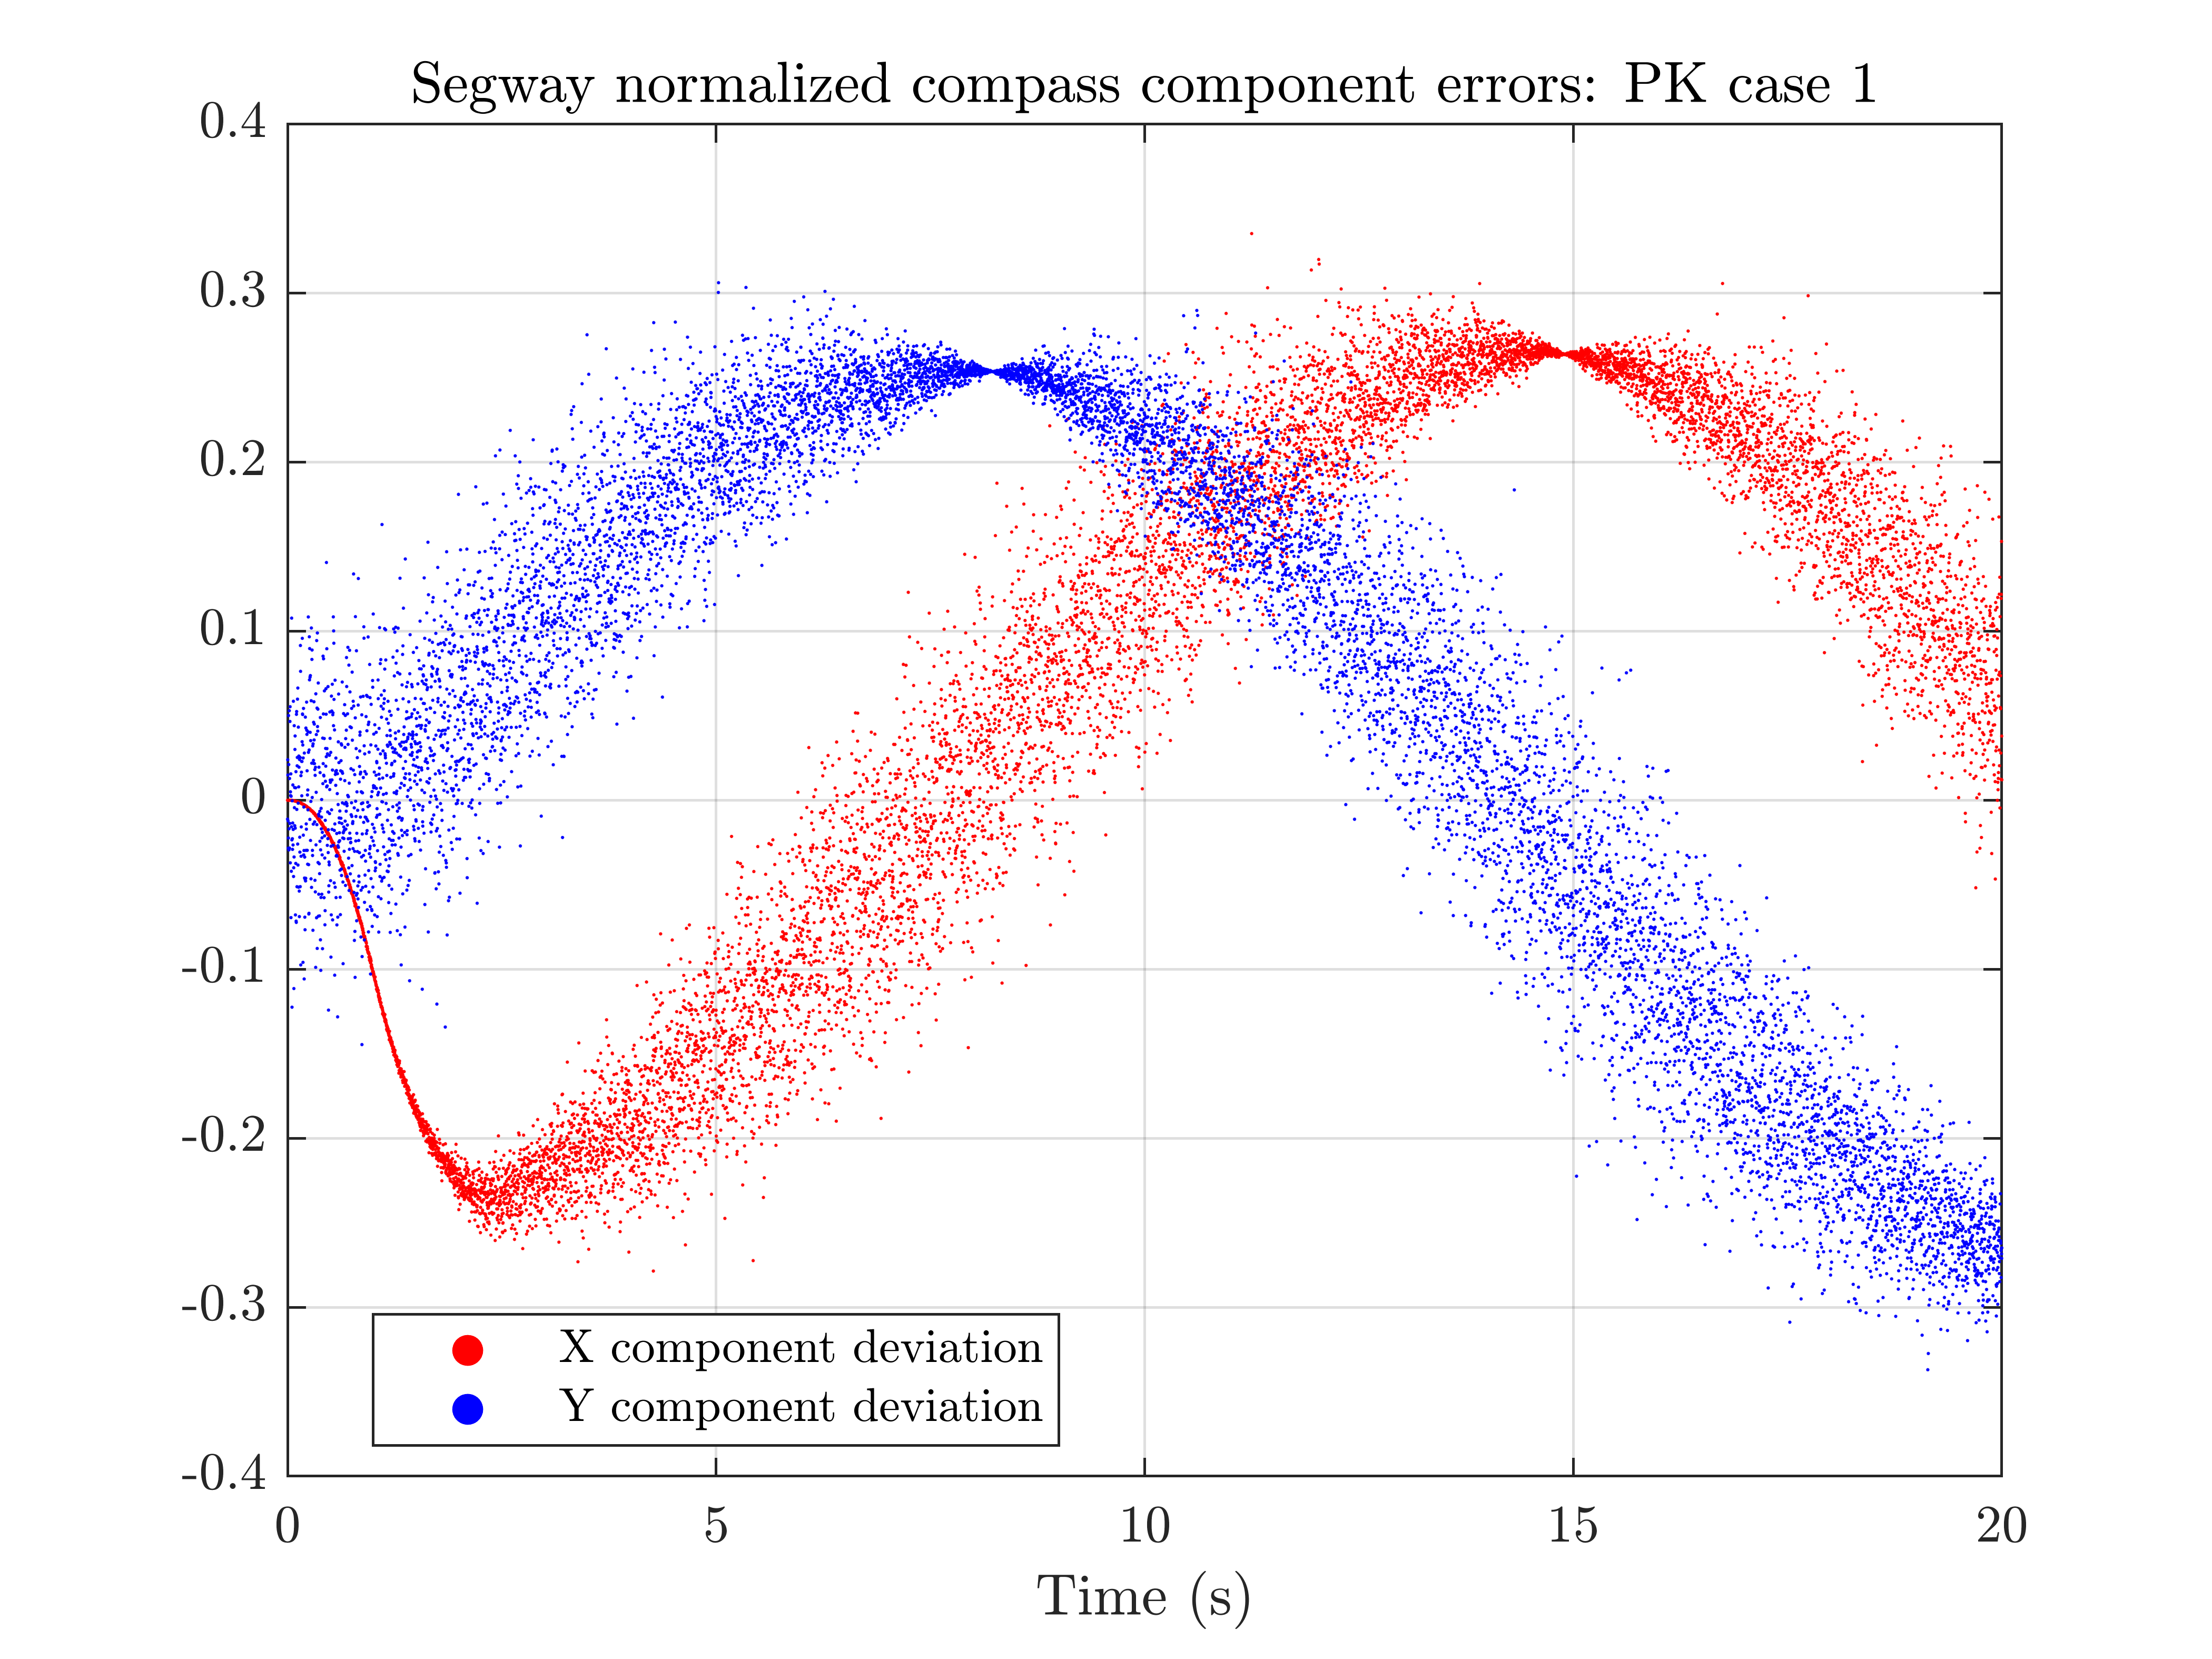 Segway normalized compass component errors: PK case 1
0.4
0.3
0.2
0.1
0
-0.1
-0.2
-0.3
-0.4
X component deviation
Y component deviation
0 5 10 15 20
Time (s)